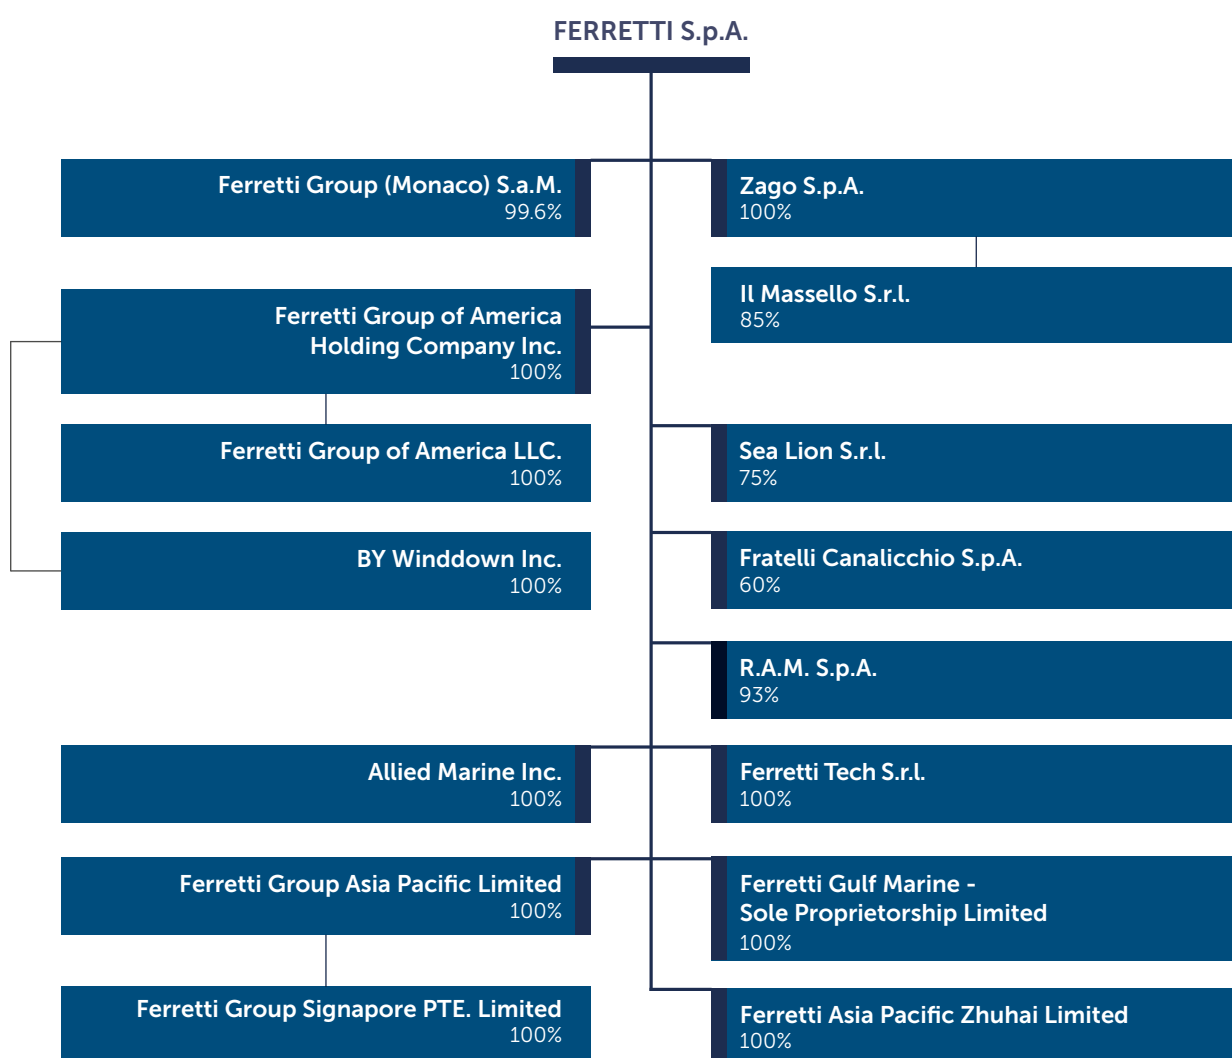 FERRETTI S.p.A.
Ferretti Group (Monaco) S.a.M.
99.6%
Zago S.p.A.
100%
Il Massello S.r.l.
85%
Ferretti Group of America
Holding Company Inc.
100%
Ferretti Group of America LLC.
100%
Sea Lion S.r.l.
75%
BY Winddown Inc.
100%
Fratelli Canalicchio S.p.A.
60%
R.A.M. S.p.A.
93%
Allied Marine Inc.
100%
Ferretti Tech S.r.l.
100%
Ferretti Group Asia Pacific Limited
100%
Ferretti Gulf Marine -
Sole Proprietorship Limited
100%
Ferretti Group Signapore PTE. Limited
100%
Ferretti Asia Pacific Zhuhai Limited
100%